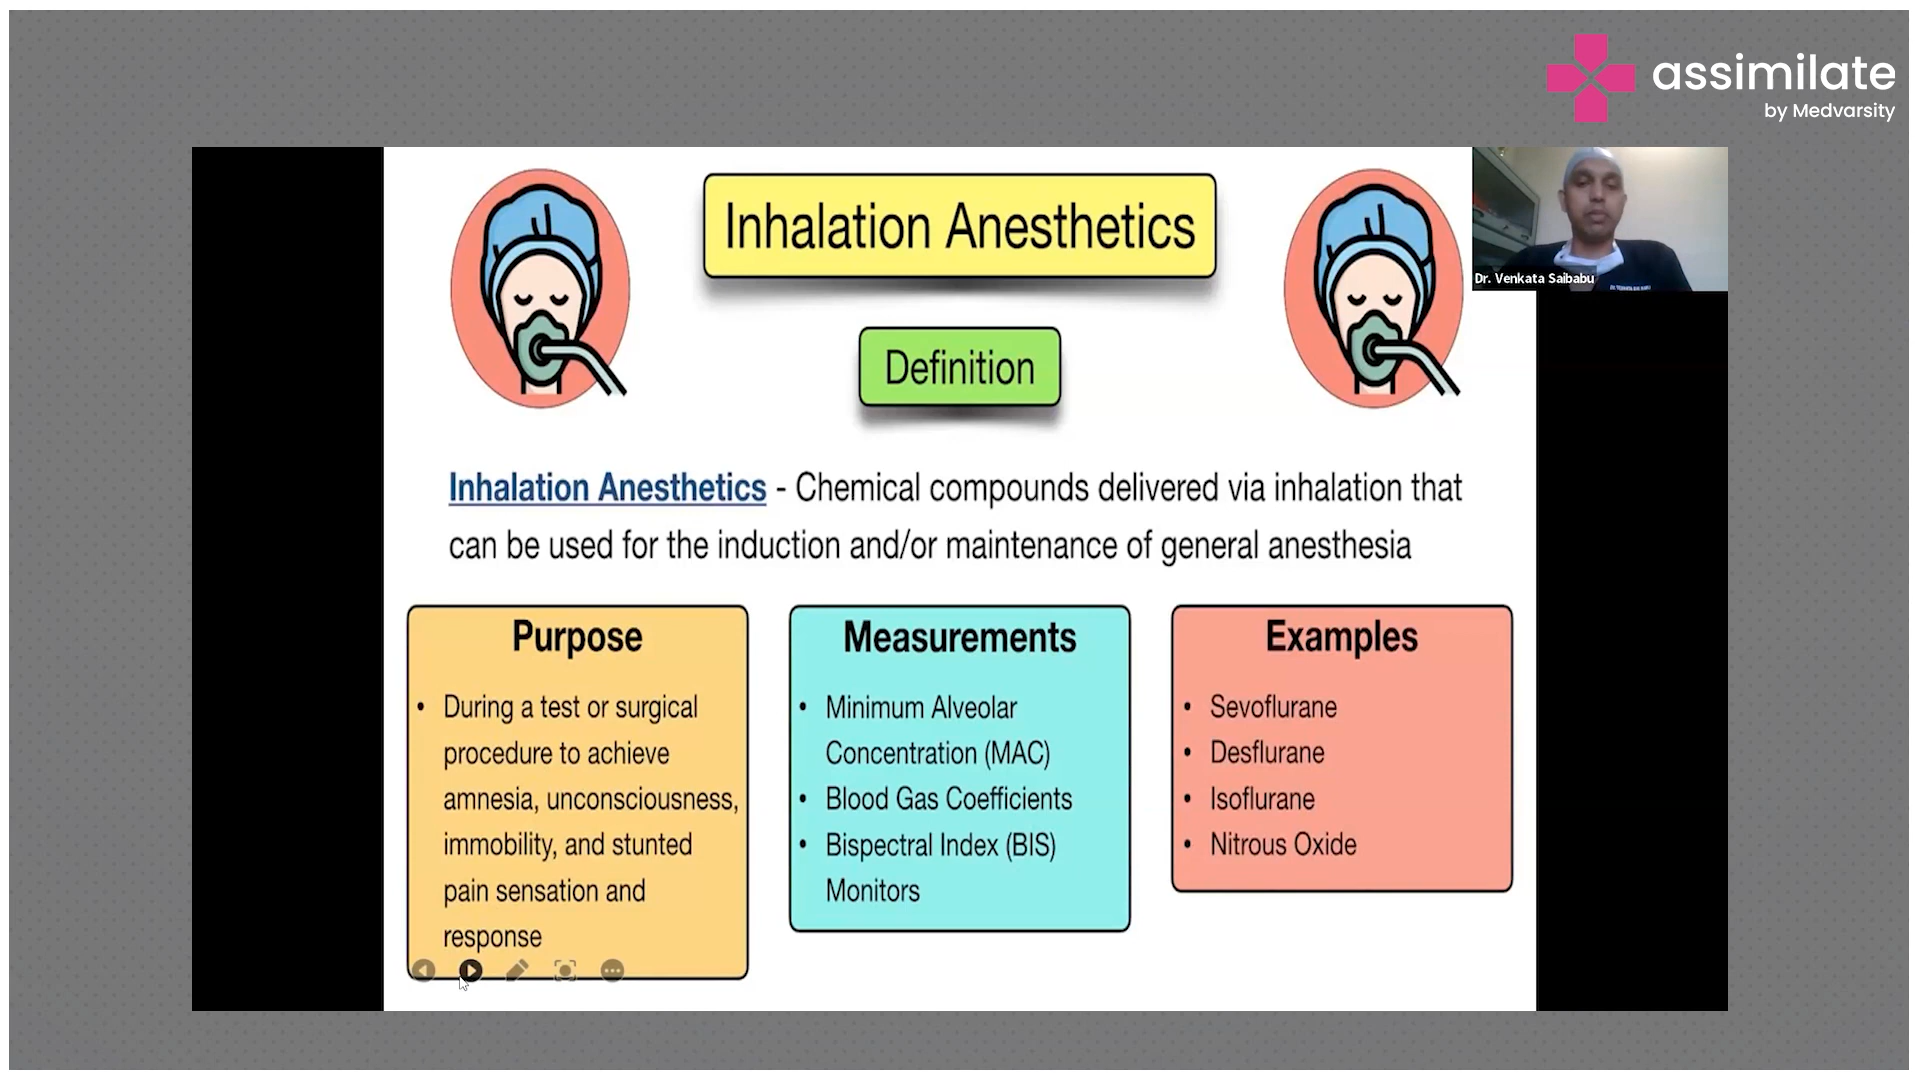 assimilate
by Medvarsity
Inhalation Anesthetics
Dr. Venkata Saibabu
Definition
Inhalation Anesthetics - Chemical compounds delivered via inhalation that
can be used for the induction and/or maintenance of general anesthesia
Purpose
• During a test or surgical
procedure to achieve
amnesia, unconsciousness,
immobility, and stunted
pain sensation and
response
Measurements
• Minimum Alveolar
Concentration (MAC)
• Blood Gas Coefficients
• Bispectral Index (BIS)
Monitors
Examples
• Sevoflurane
• Desflurane
• Isoflurane
• Nitrous Oxide